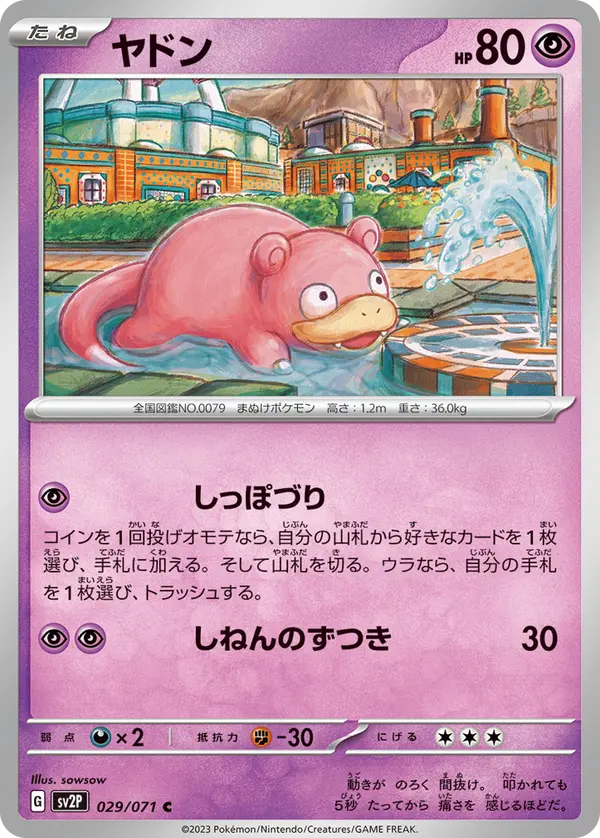 たね ヤドン HP80
全国図鑑NO.0079 まぬけポケモン 高さ:1.2m 重さ:36.0kg
しっぽづり
コインを1回投げオモテなら、自分の山札から好きなカードを1枚
選び、手札に加える。そして山札を切る。ウラなら、自分の手札
を1枚選び、トラッシュする。
しねんのずつき 30
弱点 ×2 抵抗力 -30 にげる
Illus. sowsow
G sv2P 029/071 C
動きが のろく 間抜け。 叩かれても
5秒 たってから 痛さを 感じるほどだ。
©2023 Pokémon/Nintendo/Creatures/GAME FREAK.